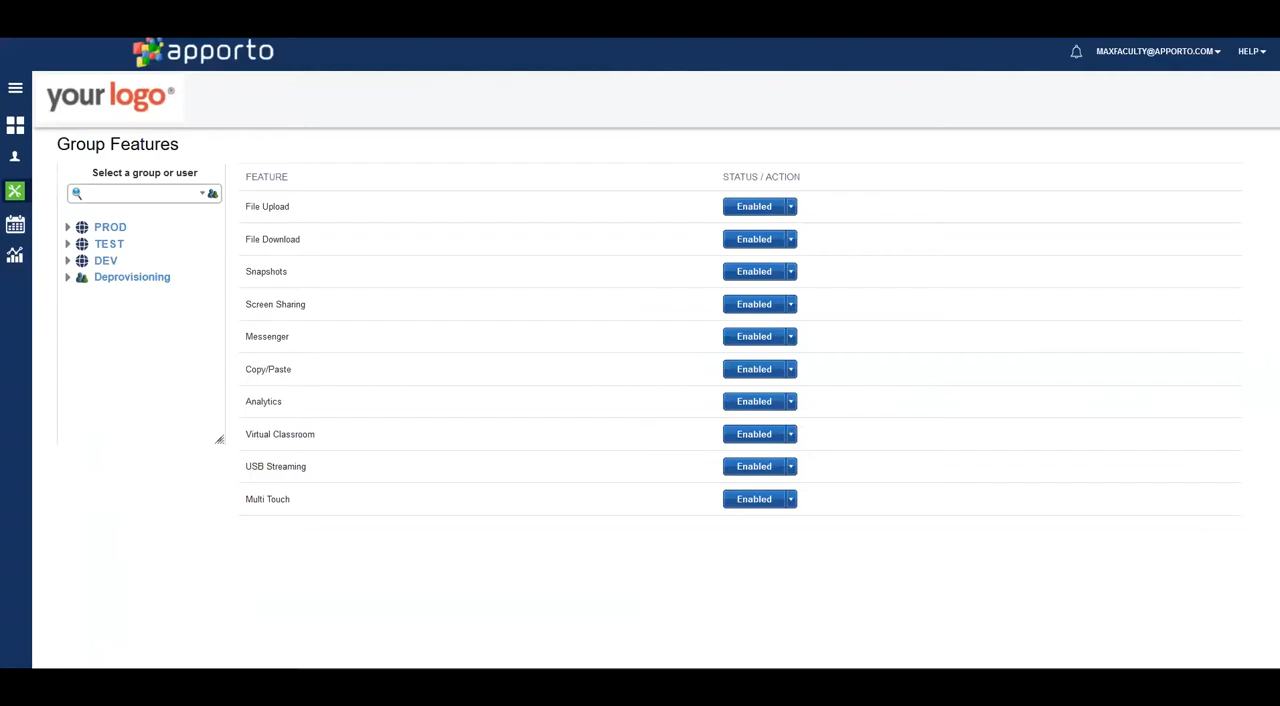 apporto
MAXFACULTY@APPORTO.COM
HELP
your logo®
Group Features
Select a group or user
PROD
TEST
DEV
Deprovisioning
FEATURE STATUS / ACTION
File Upload Enabled
File Download Enabled
Snapshots Enabled
Screen Sharing Enabled
Messenger Enabled
Copy/Paste Enabled
Analytics Enabled
Virtual Classroom Enabled
USB Streaming Enabled
Multi Touch Enabled